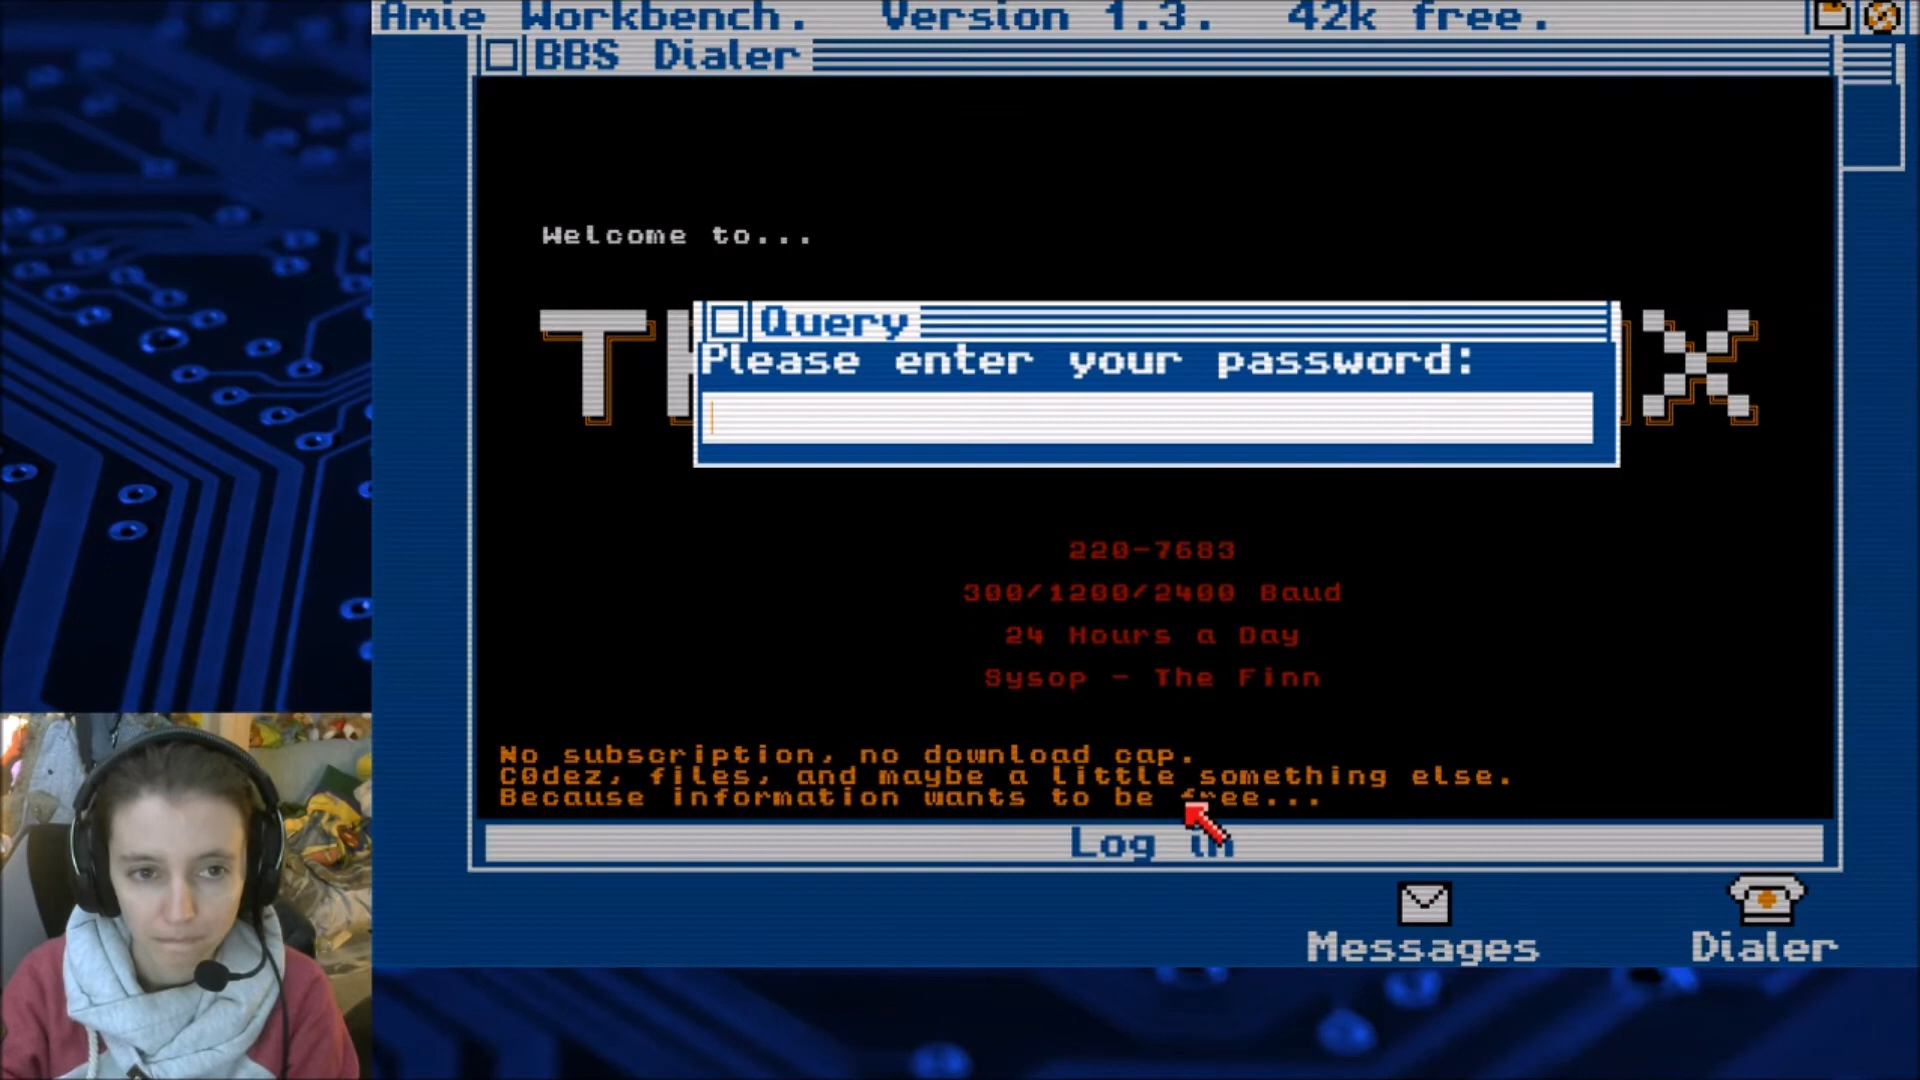 Amie Workbench. Version 1.3. 42k free.
BBS Dialer
Welcome to...
Query
Please enter your password:
220-7683
300/1200/2400 Baud
24 Hours a Day
Sysop - The Finn
No subscription, no download cap.
C0dez, files, and maybe a little something else.
Because information wants to be free...
Log in
Messages
Dialer